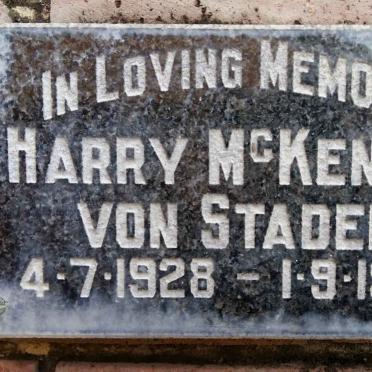 IN LOVING MEMO
HARRY McKEN
VON STADE
4·7·1928 – 1·9·1